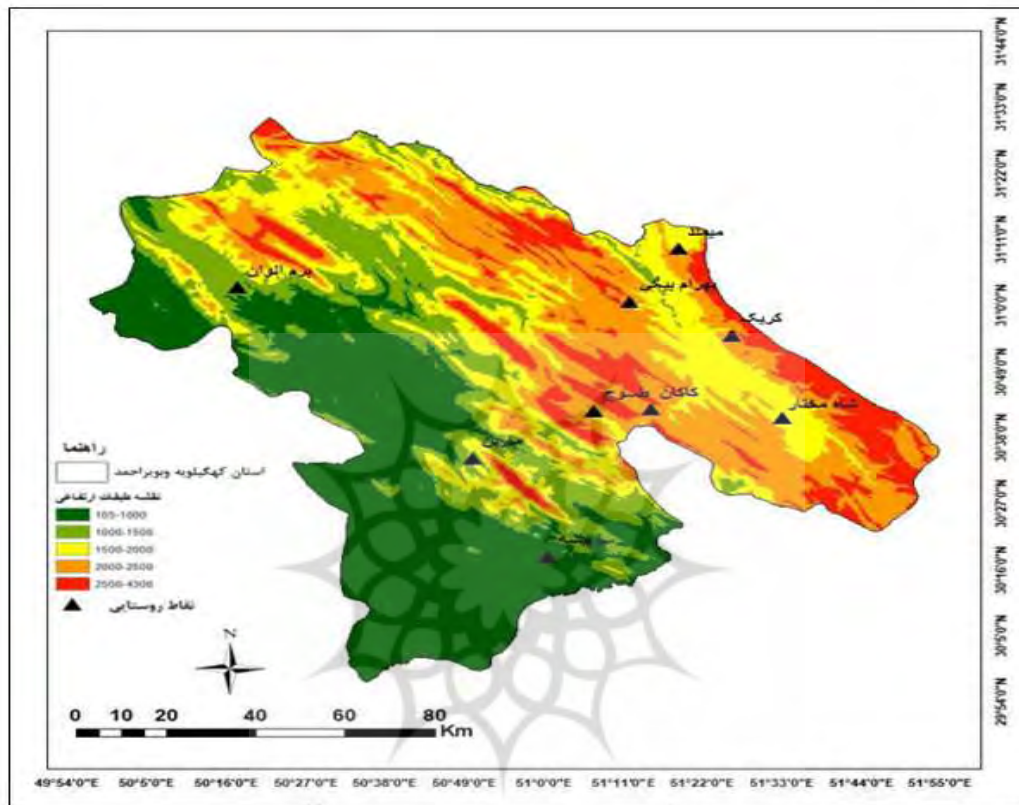 31°44'0"N
31°33'0"N
31°22'0"N
31°11'0"N
31°0'0"N
30°49'0"N
30°38'0"N
30°27'0"N
30°16'0"N
30°5'0"N
29°54'0"N
میمند
بهرام بیگی
برم الوان
کریک
کاکان
طسوج
شاه مختار
راهنما
استان کهگیلویه وبویراحمد
نقشه طبقات ارتفاعی
105-1000
1000-1500
1500-2000
2000-2500
2500-4300
نقاط روستایی
N
0 10 20 40 60 80
Km
49°54'0"E 50°5'0"E 50°16'0"E 50°27'0"E 50°38'0"E 50°49'0"E 51°0'0"E 51°11'0"E 51°22'0"E 51°33'0"E 51°44'0"E 51°55'0"E